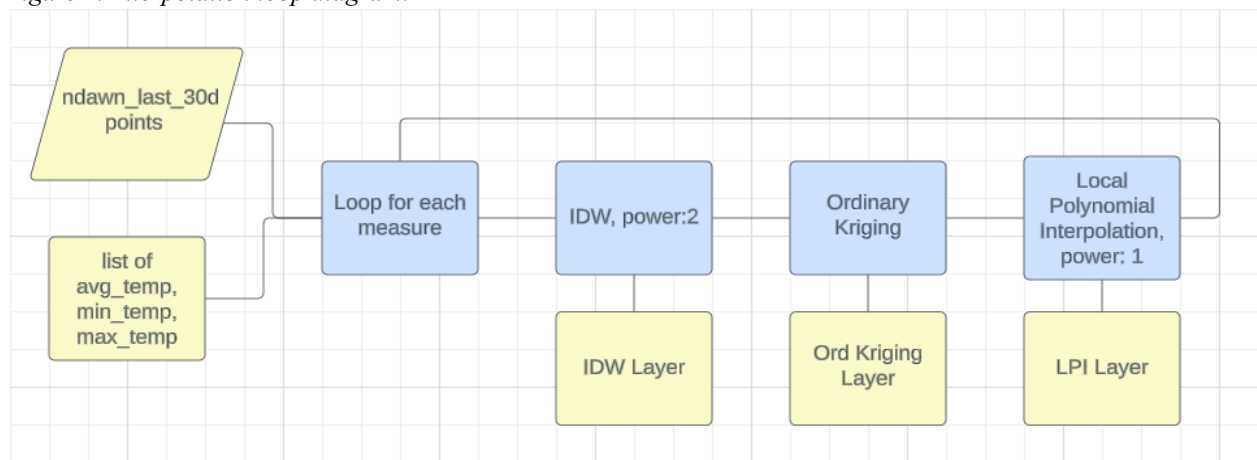 ndawn_last_30d
points
Loop for each
measure
IDW, power:2
Ordinary
Kriging
Local
Polynomial
Interpolation,
power: 1
list of
avg_temp,
min_temp,
max_temp
IDW Layer
Ord Kriging
Layer
LPI Layer